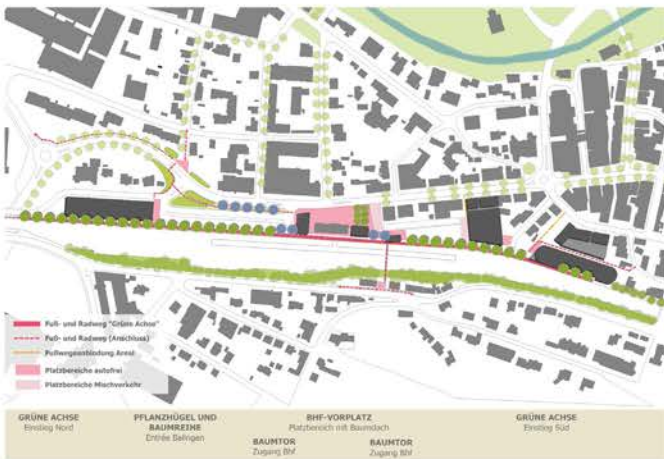 Fuß- und Radweg "Grüne Achse"
Fuß- und Radweg (Anschluss)
Fußwegeanbindung Areal
Platzbereiche autofrei
Platzbereiche Mischverkehr
GRÜNE ACHSE
Einstieg Nord
PFLANZHÜGEL UND
BAUMREIHE
Entrée Balingen
BAUMTOR
Zugang Bhf
BHF-VORPLATZ
Platzbereich mit Baumdach
BAUMTOR
Zugang Bhf
GRÜNE ACHSE
Einstieg Süd